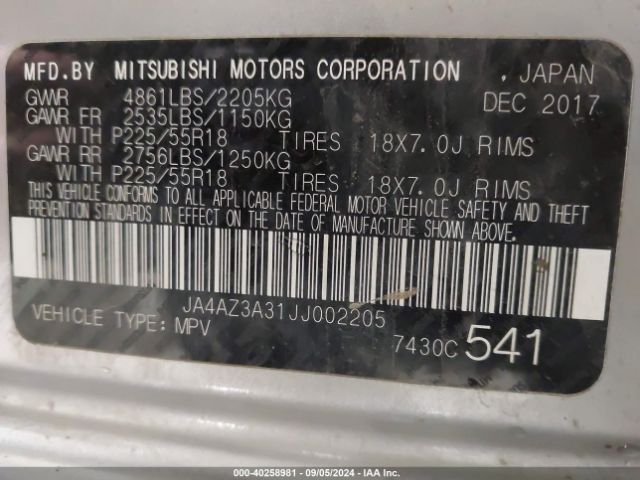 MFD.BY MITSUBISHI MOTORS CORPORATION , JAPAN
GWR 4861LBS/2205KG DEC 2017
GAWR FR 2535LBS/1150KG
WITH P225/55R18 TIRES 18X7.0J RIMS
GAWR RR 2756LBS/1250KG
WITH P225/55R18 TIRES 18X7.0J RIMS
THIS VEHICLE CONFORMS TO ALL APPLICABLE FEDERAL MOTOR VEHICLE SAFETY AND THEFT
PREVENTION STANDARDS IN EFFECT ON THE DATE OF MANUFACTURE SHOWN ABOVE.
JA4AZ3A31JJ002205
VEHICLE TYPE: MPV 7430C 541
000-40258981 | 09/05/2024 - IAA Inc.